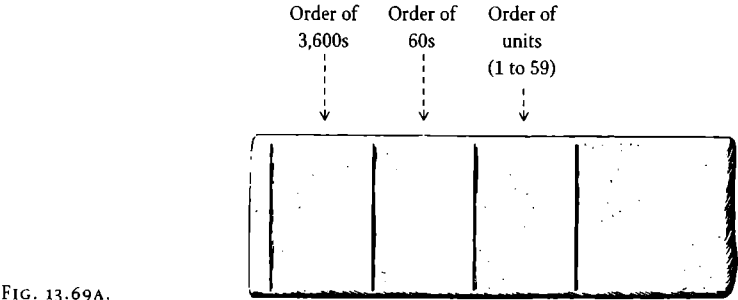 Order of Order of Order of
3,600s 60s units
(1 to 59)
FIG. 13.69A.